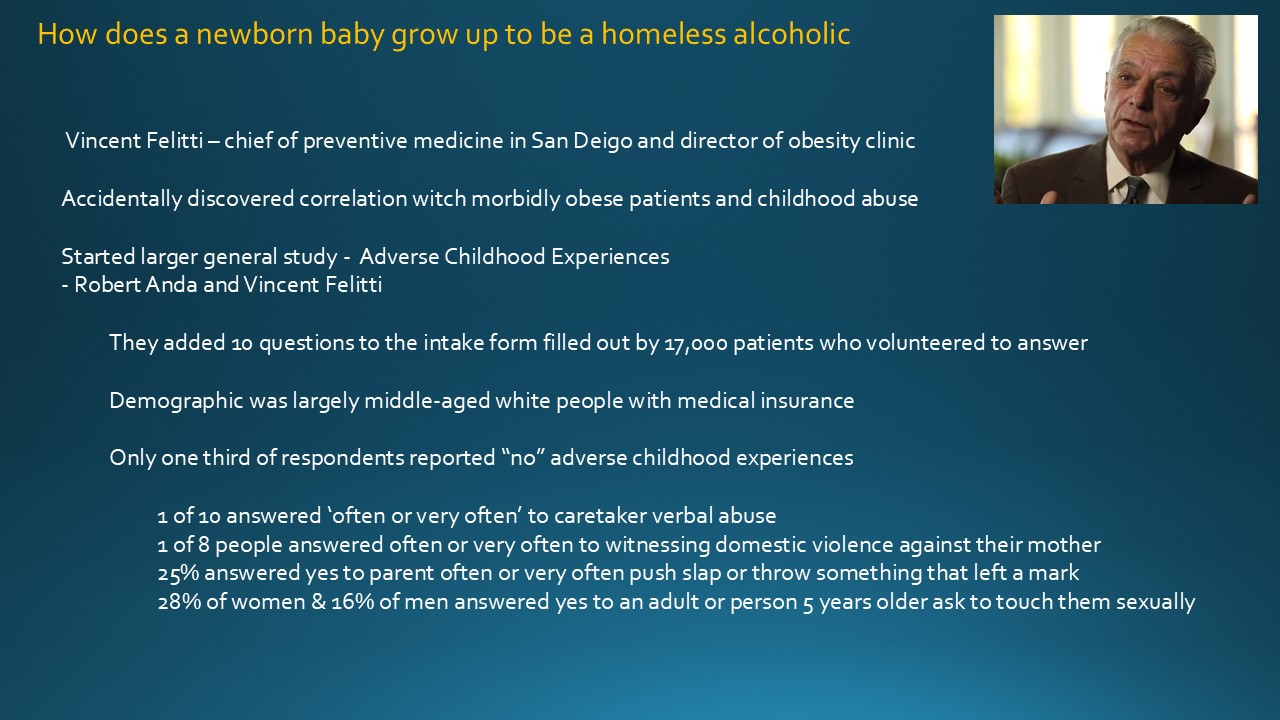 How does a newborn baby grow up to be a homeless alcoholic
Vincent Felitti – chief of preventive medicine in San Deigo and director of obesity clinic
Accidentally discovered correlation witch morbidly obese patients and childhood abuse
Started larger general study -  Adverse Childhood Experiences
- Robert Anda and Vincent Felitti
They added 10 questions to the intake form filled out by 17,000 patients who volunteered to answer
Demographic was largely middle-aged white people with medical insurance
Only one third of respondents reported “no” adverse childhood experiences
1 of 10 answered ‘often or very often’ to caretaker verbal abuse
1 of 8 people answered often or very often to witnessing domestic violence against their mother
25% answered yes to parent often or very often push slap or throw something that left a mark
28% of women & 16% of men answered yes to an adult or person 5 years older ask to touch them sexually